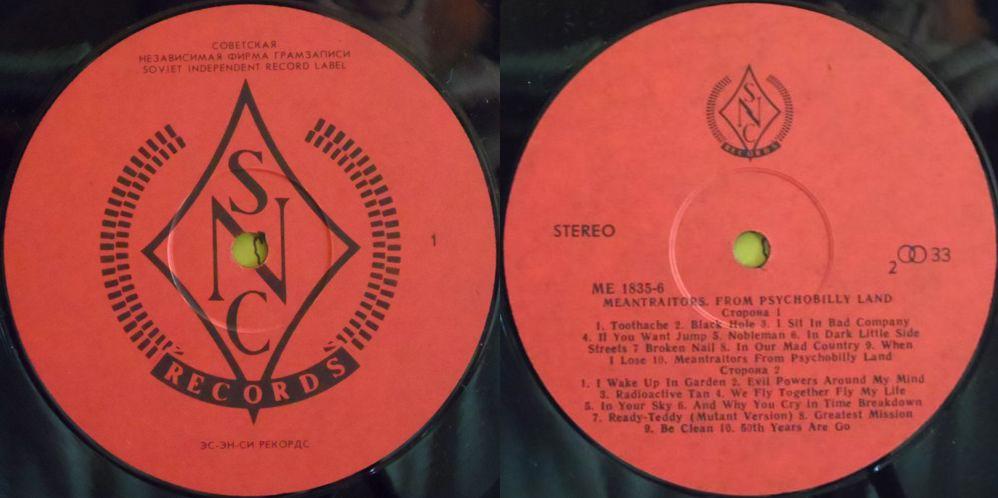 СОВЕТСКАЯ
НЕЗАВИСИМАЯ ФИРМА ГРАМЗАПИСИ
SOVIET INDEPENDENT RECORD LABEL
S
N
C
RECORDS
1
ЭС-ЭН-СИ РЕКОРДС
S
N
C
RECORDS
STEREO
2 33
ME 1835-6
MEANTRAITORS. FROM PSYCHOBILLY LAND
Сторона 1
1. Toothache 2. Black Hole 3. I Sit In Bad Company
4. If You Want Jump 5. Nobleman 6. In Dark Little Side
Streets 7 Broken Nail 8. In Our Mad Country 9. When
I Lose 10. Meantraitors From Psychobilly Land
Сторона 2
1. I Wake Up In Garden 2. Evil Powers Around My Mind
3. Radioactive Tan 4. We Fly Together Fly My Life
5. In Your Sky 6. And Why You Cry in Time Breakdown
7. Ready-Teddy (Mutant Version) 8. Greatest Mission
9. Be Clean 10. 50th Years Are Go